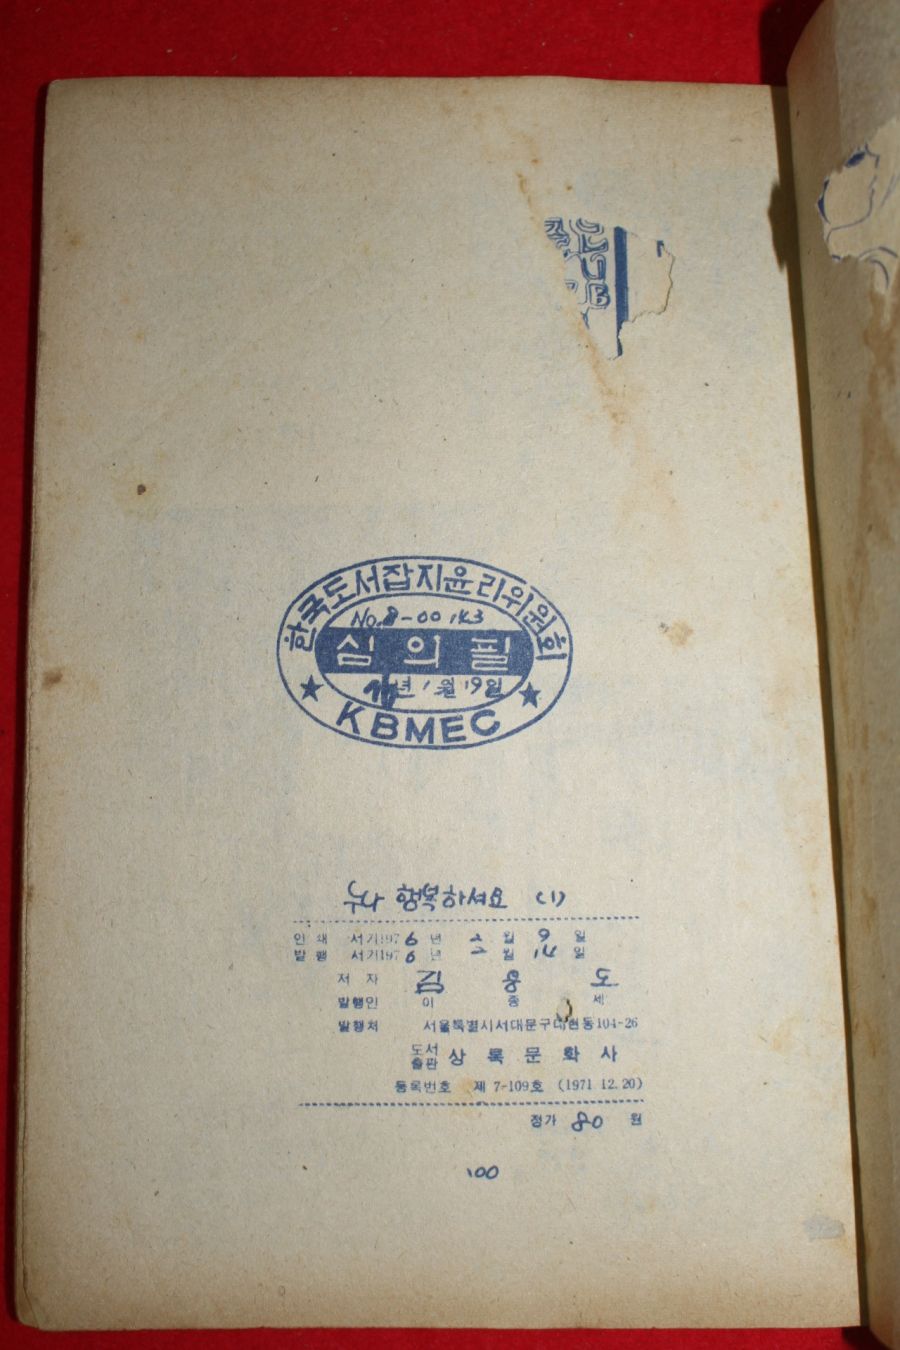 한국도서잡지윤리위원회
No. 8-00143
심의필
년 1월 19일
★ ★
KBMEC
누나 행복하셔요 (1)
인쇄 서기1976년 2월 9일
발행 서기1976년 2월 14일
저자 김용도
발행인 이종세
발행처 서울특별시서대문구대현동104-26
도서출판 상록문화사
등록번호 제 7-109호 (1971. 12. 20)
정가 80 원
100